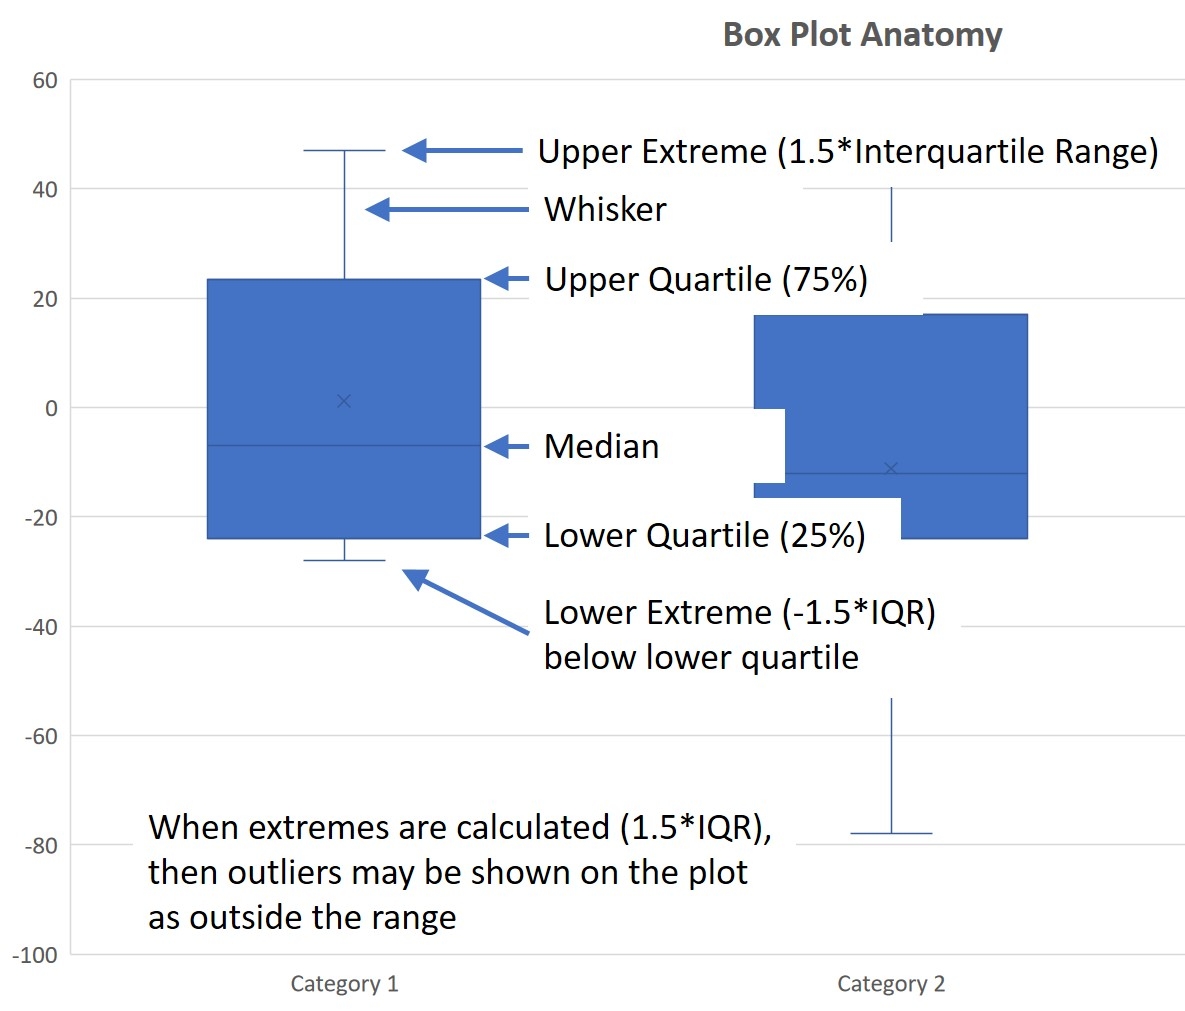 Box Plot Anatomy
60
Upper Extreme (1.5*Interquartile Range)
40
Whisker
Upper Quartile (75%)
20
0
Median
-20
Lower Quartile (25%)
Lower Extreme (-1.5*IQR)
below lower quartile
-40
-60
When extremes are calculated (1.5*IQR),
then outliers may be shown on the plot
as outside the range
-80
-100
Category 1
Category 2